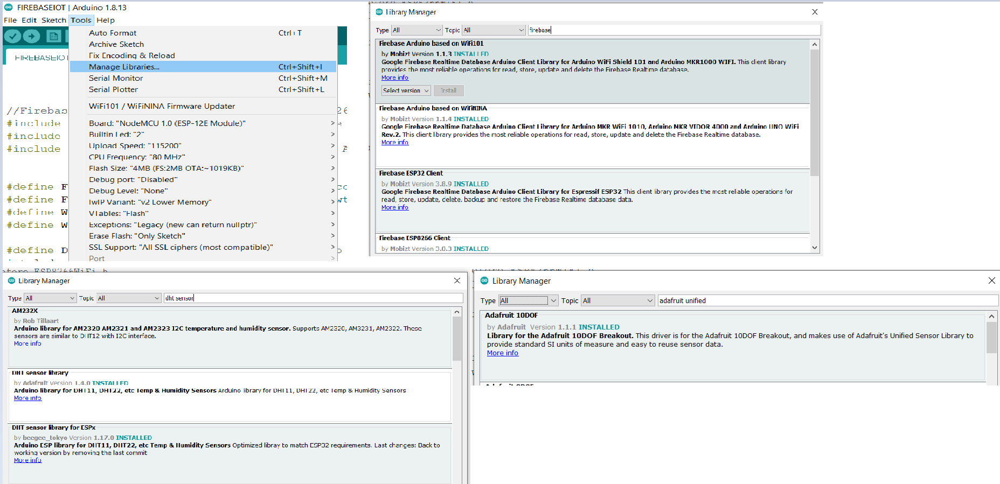 FIREBASEIOT | Arduino 1.8.13
File Edit Sketch Tools Help
FIREBASEIOT
Auto Format Ctrl+T
Archive Sketch
Fix Encoding & Reload
Manage Libraries... Ctrl+Shift+I
Serial Monitor Ctrl+Shift+M
Serial Plotter Ctrl+Shift+L
WiFi101 / WiFiNINA Firmware Updater
Board: "NodeMCU 1.0 (ESP-12E Module)"
Builtin Led: "2"
Upload Speed: "115200"
CPU Frequency: "80 MHz"
Flash Size: "4MB (FS:2MB OTA:~1019KB)"
Debug port: "Disabled"
Debug Level: "None"
lwIP Variant: "v2 Lower Memory"
VTables: "Flash"
Exceptions: "Legacy (new can return nullptr)"
Erase Flash: "Only Sketch"
SSL Support: "All SSL ciphers (most compatible)"
Port
//Firebas
#include
#include
#include
#define F
#define F
#define W
#define W
#define D
Library Manager
Type All Topic All firebase
Firebase Arduino based on WiFi101
by Mobizt Version 1.1.3 INSTALLED
Google Firebase Realtime Database Arduino Client Library for Arduino WiFi Shield 101 and Arduino MKR1000 WIFI. This client library
provides the most reliable operations for read, store, update and delete the Firebase Realtime database.
More info
Select version Install
Firebase Arduino based on WiFiNINA
by Mobizt Version 1.1.4 INSTALLED
Google Firebase Realtime Database Arduino Client Library for Arduino MKR WiFi 1010, Arduino MKR VIDOR 4000 and Arduino UNO WiFi
Rev.2. This client library provides the most reliable operations for read, store, update and delete the Firebase Realtime database.
More info
Firebase ESP32 Client
by Mobizt Version 3.8.9 INSTALLED
Google Firebase Realtime Database Arduino Client Library for Espressif ESP32 This client library provides the most reliable operations for
read, store, update, delete, backup and restore the Firebase Realtime database data.
More info
Firebase ESP8266 Client
by Mobizt Version 3.0.3 INSTALLED
ESP8266WiFi.h
Library Manager
Type All Topic All dht sensor
AM232X
by Rob Tillaart
Arduino library for AM2320 AM2321 and AM2323 I2C temperature and humidity sensor. Supports AM2320, AM3231, AM2322. These
sensors are similar to DHT12 with I2C interface.
More info
DHT sensor library
by Adafruit Version 1.4.0 INSTALLED
Arduino library for DHT11, DHT22, etc Temp & Humidity Sensors Arduino library for DHT11, DHT22, etc Temp & Humidity Sensors
More info
DHT sensor library for ESPx
by beegee_tokyo Version 1.17.0 INSTALLED
Arduino ESP library for DHT11, DHT22, etc Temp & Humidity Sensors Optimized libray to match ESP32 requirements. Last changes: Back to
working version by removing the last commit
More info
Library Manager
Type All Topic All adafruit unified
Adafruit 10DOF
by Adafruit Version 1.1.1 INSTALLED
Library for the Adafruit 10DOF Breakout. This driver is for the Adafruit 10DOF Breakout, and makes use of Adafruit's Unified Sensor Library to
provide standard SI units of measure and easy to reuse sensor data.
More info